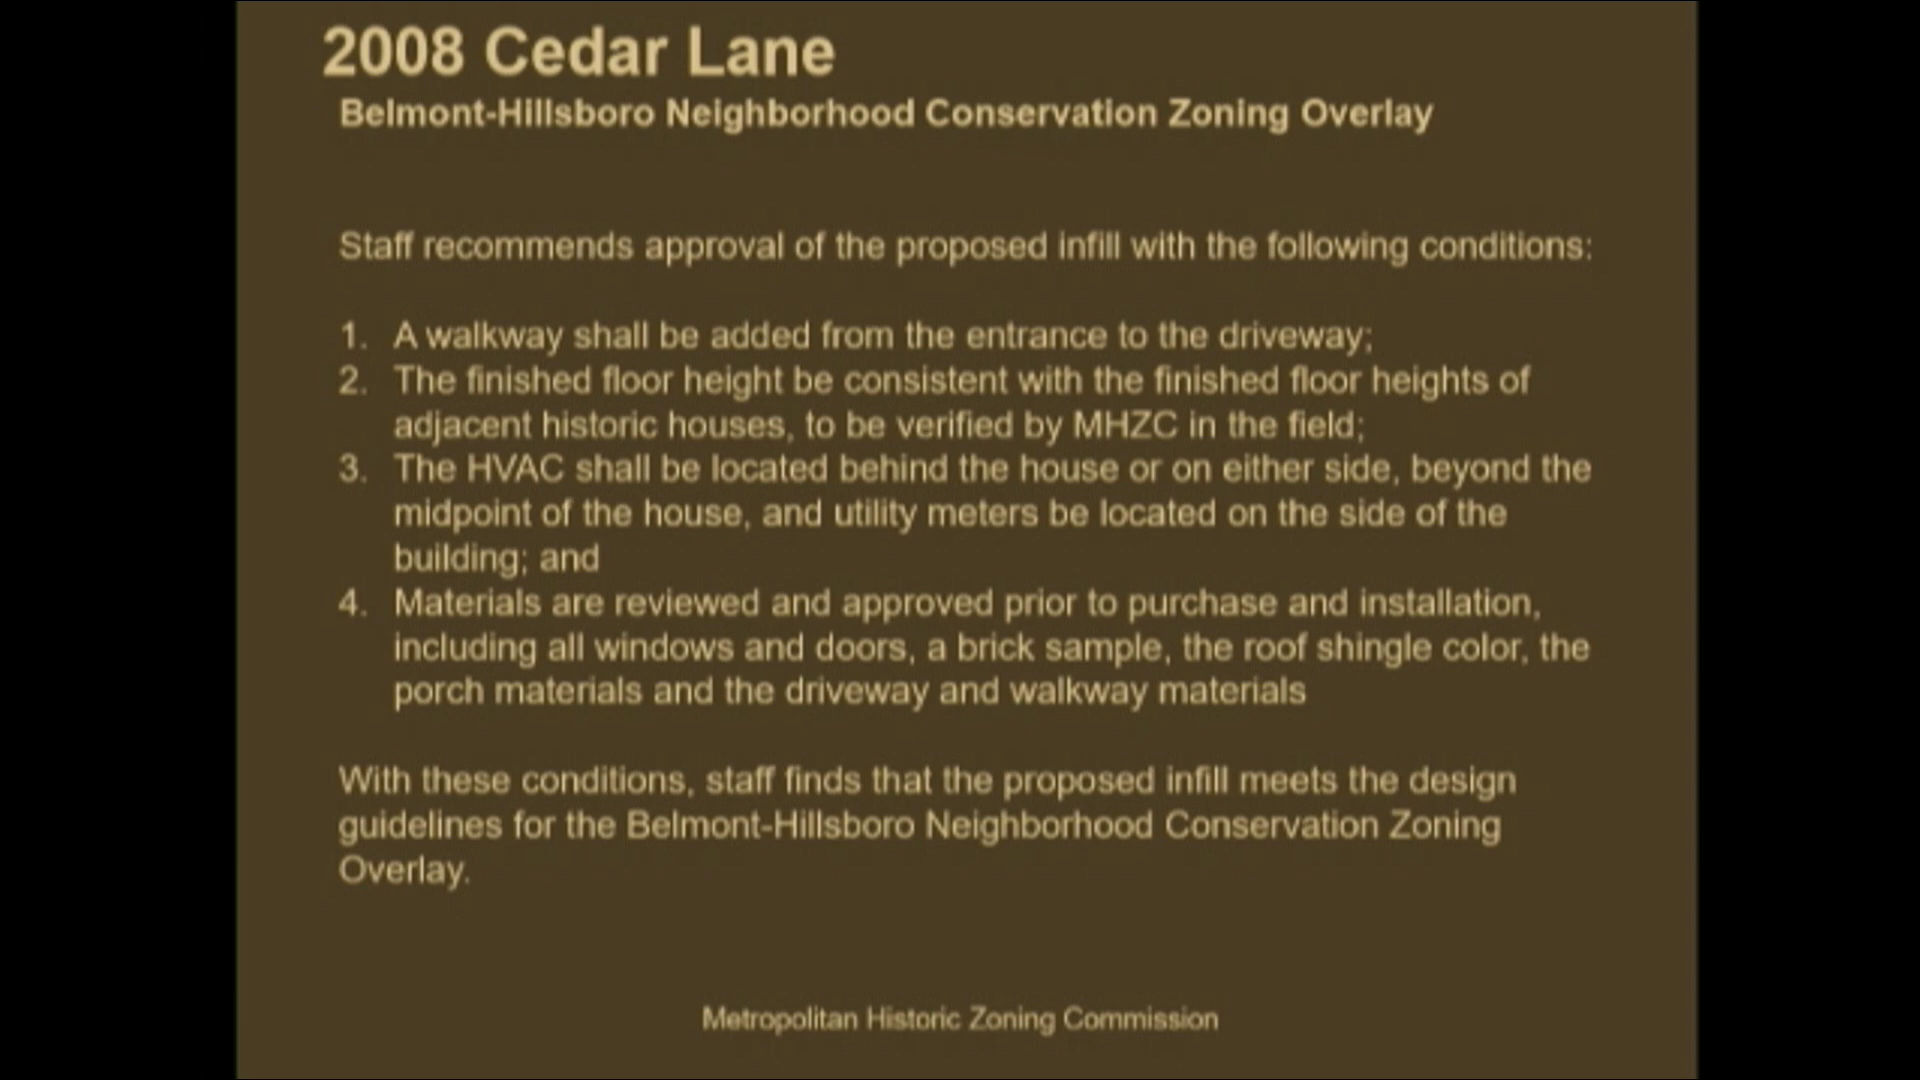 2008 Cedar Lane
Belmont-Hillsboro Neighborhood Conservation Zoning Overlay
Staff recommends approval of the proposed infill with the following conditions:
1. A walkway shall be added from the entrance to the driveway;
2. The finished floor height be consistent with the finished floor heights of
adjacent historic houses, to be verified by MHZC in the field;
3. The HVAC shall be located behind the house or on either side, beyond the
midpoint of the house, and utility meters be located on the side of the
building; and
4. Materials are reviewed and approved prior to purchase and installation,
including all windows and doors, a brick sample, the roof shingle color, the
porch materials and the driveway and walkway materials
With these conditions, staff finds that the proposed infill meets the design
guidelines for the Belmont-Hillsboro Neighborhood Conservation Zoning
Overlay.
Metropolitan Historic Zoning Commission